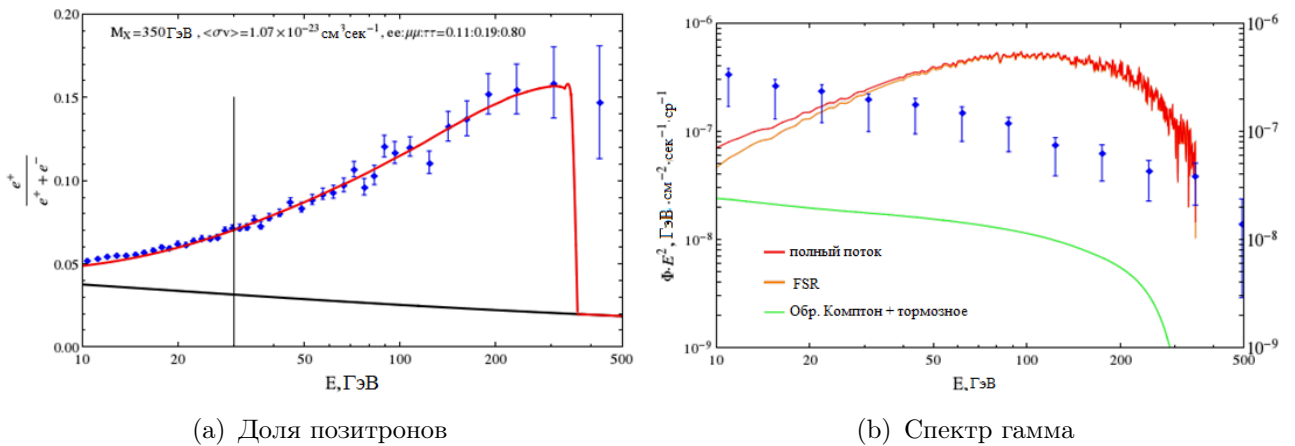 M_X=350 ГэВ , <σv>=1.07×10⁻²³ см³сек⁻¹, ee:μμ:ττ=0.11:0.19:0.80
0.20
0.15
0.10
0.05
0.00
e⁺
e⁺ + e⁻
10
20
50
100
200
500
E, ГэВ
(a) Доля позитронов
10⁻⁶
10⁻⁷
10⁻⁸
10⁻⁹
Φ·E², ГэВ·см⁻²·сек⁻¹·ср⁻¹
полный поток
FSR
Обр. Комптон + тормозное
10⁻⁶
10⁻⁷
10⁻⁸
10⁻⁹
10
20
50
100
200
500
E, ГэВ
(b) Спектр гамма